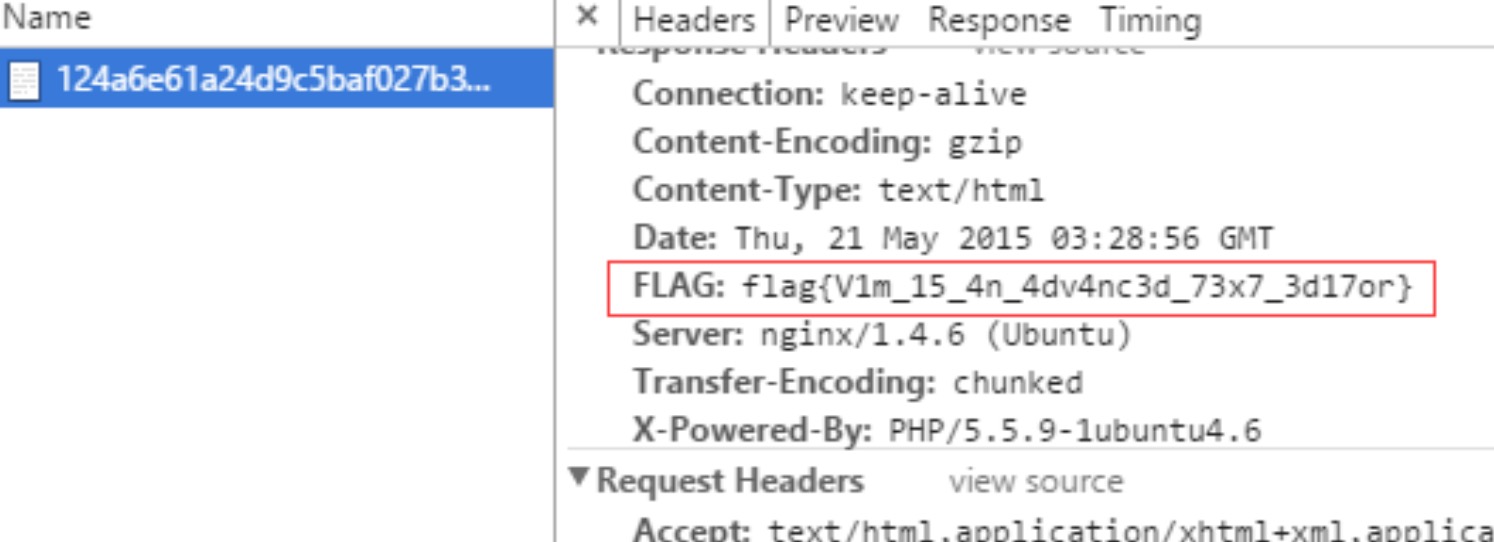 Name
124a6e61a24d9c5baf027b3...
× Headers Preview Response Timing
Response Headers view source
Connection: keep-alive
Content-Encoding: gzip
Content-Type: text/html
Date: Thu, 21 May 2015 03:28:56 GMT
FLAG: flag{V1m_15_4n_4dv4nc3d_73x7_3d17or}
Server: nginx/1.4.6 (Ubuntu)
Transfer-Encoding: chunked
X-Powered-By: PHP/5.5.9-1ubuntu4.6
▼ Request Headers view source
Accept: text/html,application/xhtml+xml,applica